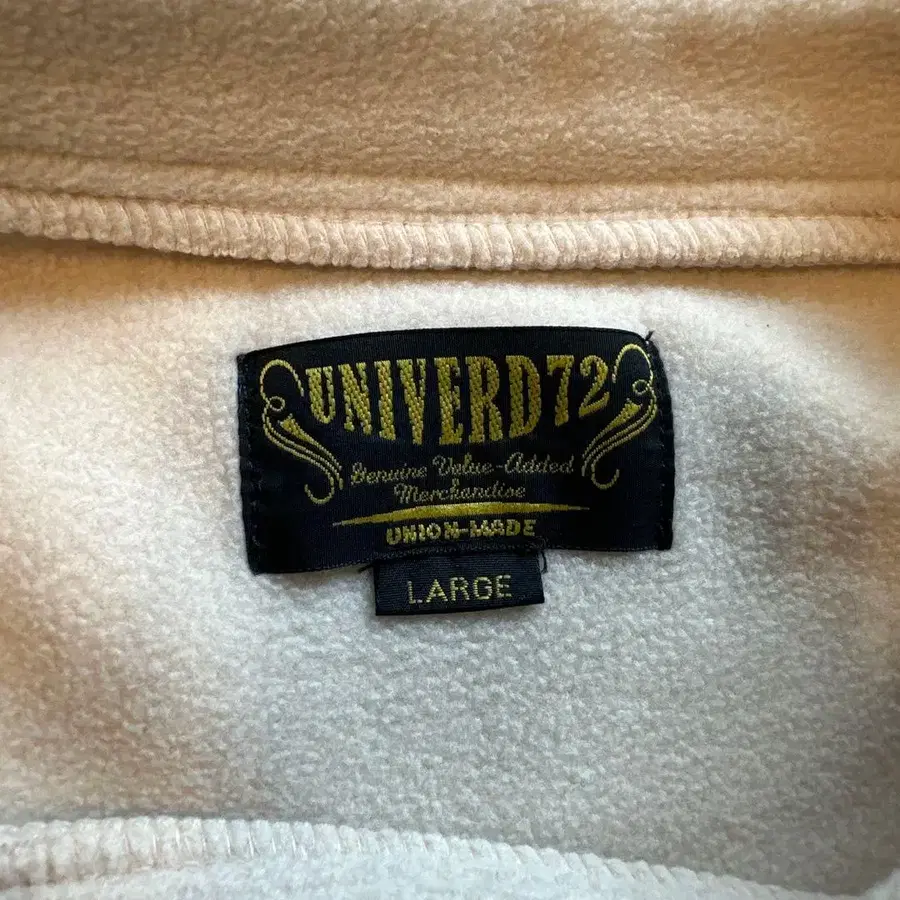 UNIVERD72
Genuine Value-Added
Merchandise
UNION-MADE
LARGE